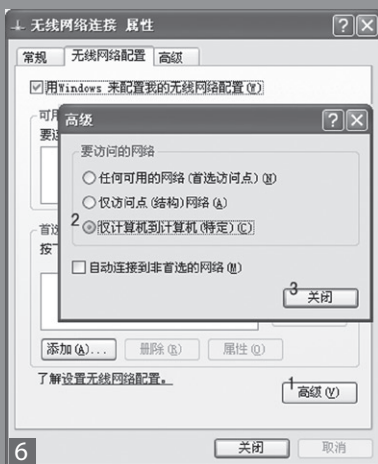 无线网络连接 属性
常规 无线网络配置 高级
用Windows 来配置我的无线网络配置(W)
可用
高级
要访问的网络
任何可用的网络(首选访问点)(N)
仅访问点(结构)网络(A)
2 仅计算机到计算机(特定)(C)
自动连接到非首选的网络(N)
3 关闭
首选
按
添加(A)... 删除(R) 属性(O)
了解设置无线网络配置。
1 高级(V)
6 关闭 取消